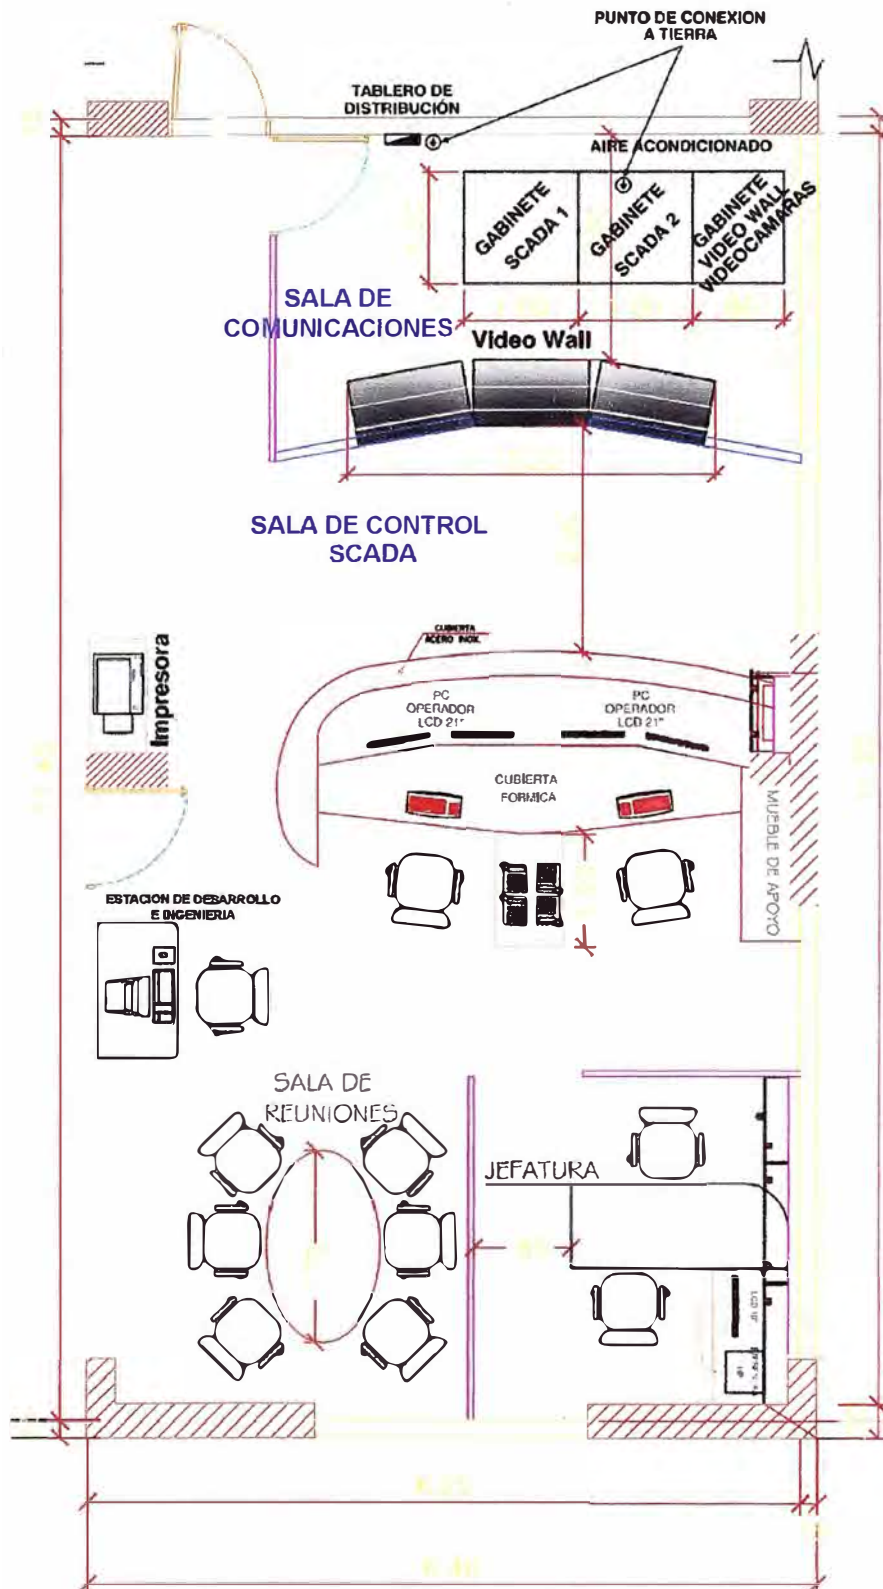 PUNTO DE CONEXION
A TIERRA
TABLERO DE
DISTRIBUCIÓN
AIRE ACONDICIONADO
GABINETE
SCADA 1
GABINETE
SCADA 2
GABINETE
VIDEO WALL
VIDEOCAMARAS
SALA DE
COMUNICACIONES
Video Wall
SALA DE CONTROL
SCADA
CUBIERTA
ACERO INOX.
Impresora
PC
OPERADOR
LCD 21"
PC
OPERADOR
LCD 21"
CUBIERTA
FORMICA
MUEBLE DE APOYO
ESTACION DE DESARROLLO
E INGENIERIA
SALA DE
REUNIONES
JEFATURA